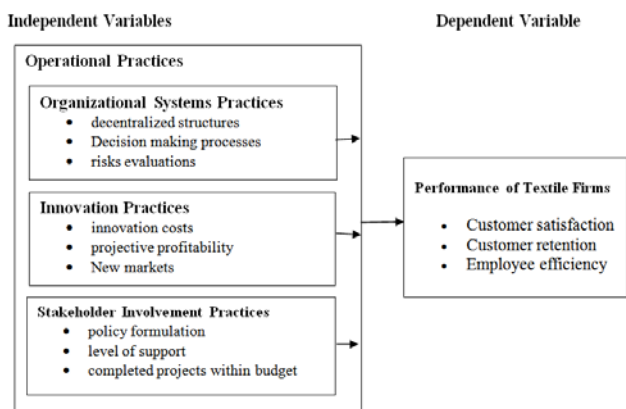 Independent Variables
Dependent Variable
Operational Practices
Organizational Systems Practices
• decentralized structures
• Decision making processes
• risks evaluations
Innovation Practices
• innovation costs
• projective profitability
• New markets
Stakeholder Involvement Practices
• policy formulation
• level of support
• completed projects within budget
Performance of Textile Firms
• Customer satisfaction
• Customer retention
• Employee efficiency